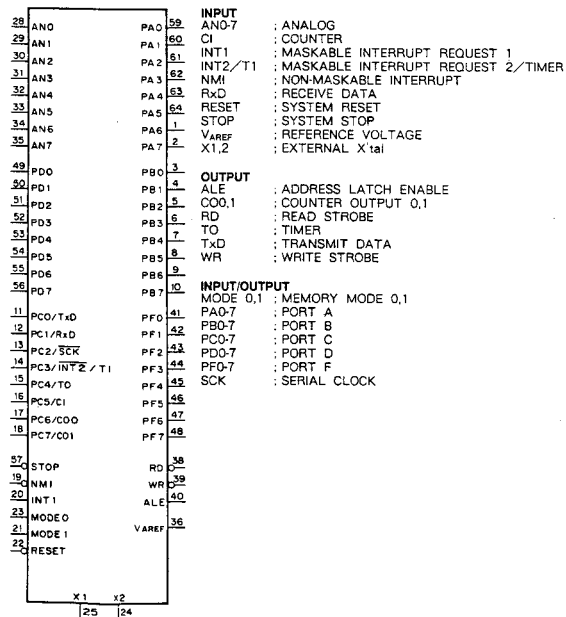 28 AN0 PA0 59
29 AN1 PA1 60
30 AN2 PA2 61
31 AN3 PA3 62
32 AN4 PA4 63
33 AN5 PA5 64
34 AN6 PA6 1
35 AN7 PA7 2
49 PD0 PB0 3
50 PD1 PB1 4
51 PD2 PB2 5
52 PD3 PB3 6
53 PD4 PB4 7
54 PD5 PB5 8
55 PD6 PB6 9
56 PD7 PB7 10
11 PC0/TxD PF0 41
12 PC1/RxD PF1 42
13 PC2/SCK PF2 43
14 PC3/INT2/T1 PF3 44
15 PC4/TO PF4 45
16 PC5/CI PF5 46
17 PC6/CO0 PF6 47
18 PC7/CO1 PF7 48
57 STOP RD 38
19 NMI WR 39
20 INT1 ALE 40
23 MODE0
21 MODE1 VAREF 36
22 RESET
X1 X2
25 24
INPUT
AN0-7 ; ANALOG
CI ; COUNTER
INT1 ; MASKABLE INTERRUPT REQUEST 1
INT2/T1 ; MASKABLE INTERRUPT REQUEST 2/TIMER
NMI ; NON-MASKABLE INTERRUPT
RxD ; RECEIVE DATA
RESET ; SYSTEM RESET
STOP ; SYSTEM STOP
VAREF ; REFERENCE VOLTAGE
X1,2 ; EXTERNAL X'tal
OUTPUT
ALE ; ADDRESS LATCH ENABLE
CO0,1 ; COUNTER OUTPUT 0,1
RD ; READ STROBE
TO ; TIMER
TxD ; TRANSMIT DATA
WR ; WRITE STROBE
INPUT/OUTPUT
MODE 0,1 ; MEMORY MODE 0,1
PA0-7 ; PORT A
PB0-7 ; PORT B
PC0-7 ; PORT C
PD0-7 ; PORT D
PF0-7 ; PORT F
SCK ; SERIAL CLOCK